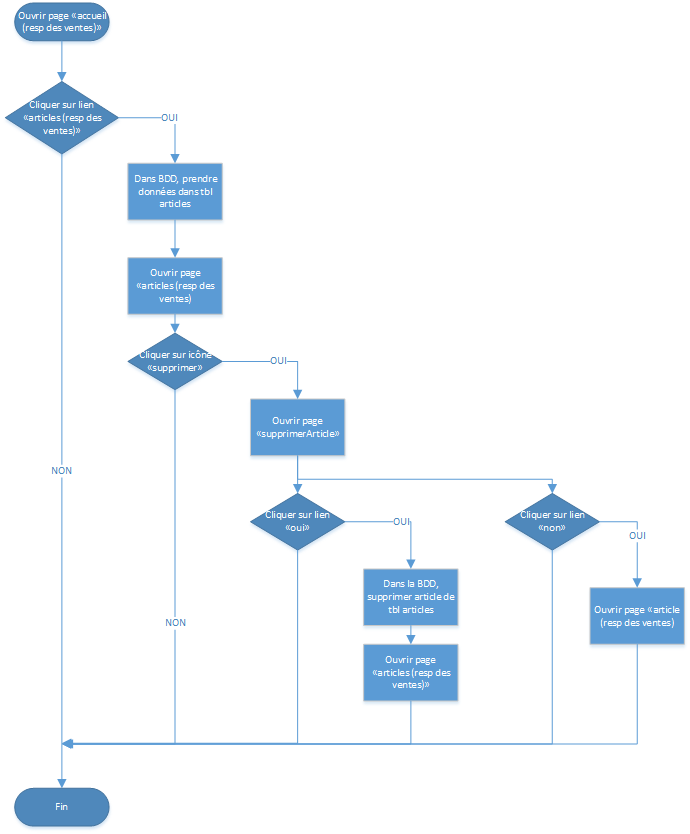 Ouvrir page «accueil
(resp des ventes)»
Cliquer sur lien
«articles (resp des
ventes)»
OUI
Dans BDD, prendre
données dans tbl
articles
Ouvrir page
«articles (resp des
ventes)
Cliquer sur icône
«supprimer»
OUI
Ouvrir page
«supprimerArticle»
NON
Cliquer sur lien
«oui»
OUI
Cliquer sur lien
«non»
OUI
Dans la BDD,
supprimer article de
tbl articles
Ouvrir page «article
(resp des ventes)
NON
Ouvrir page
«articles (resp des
ventes)»
Fin